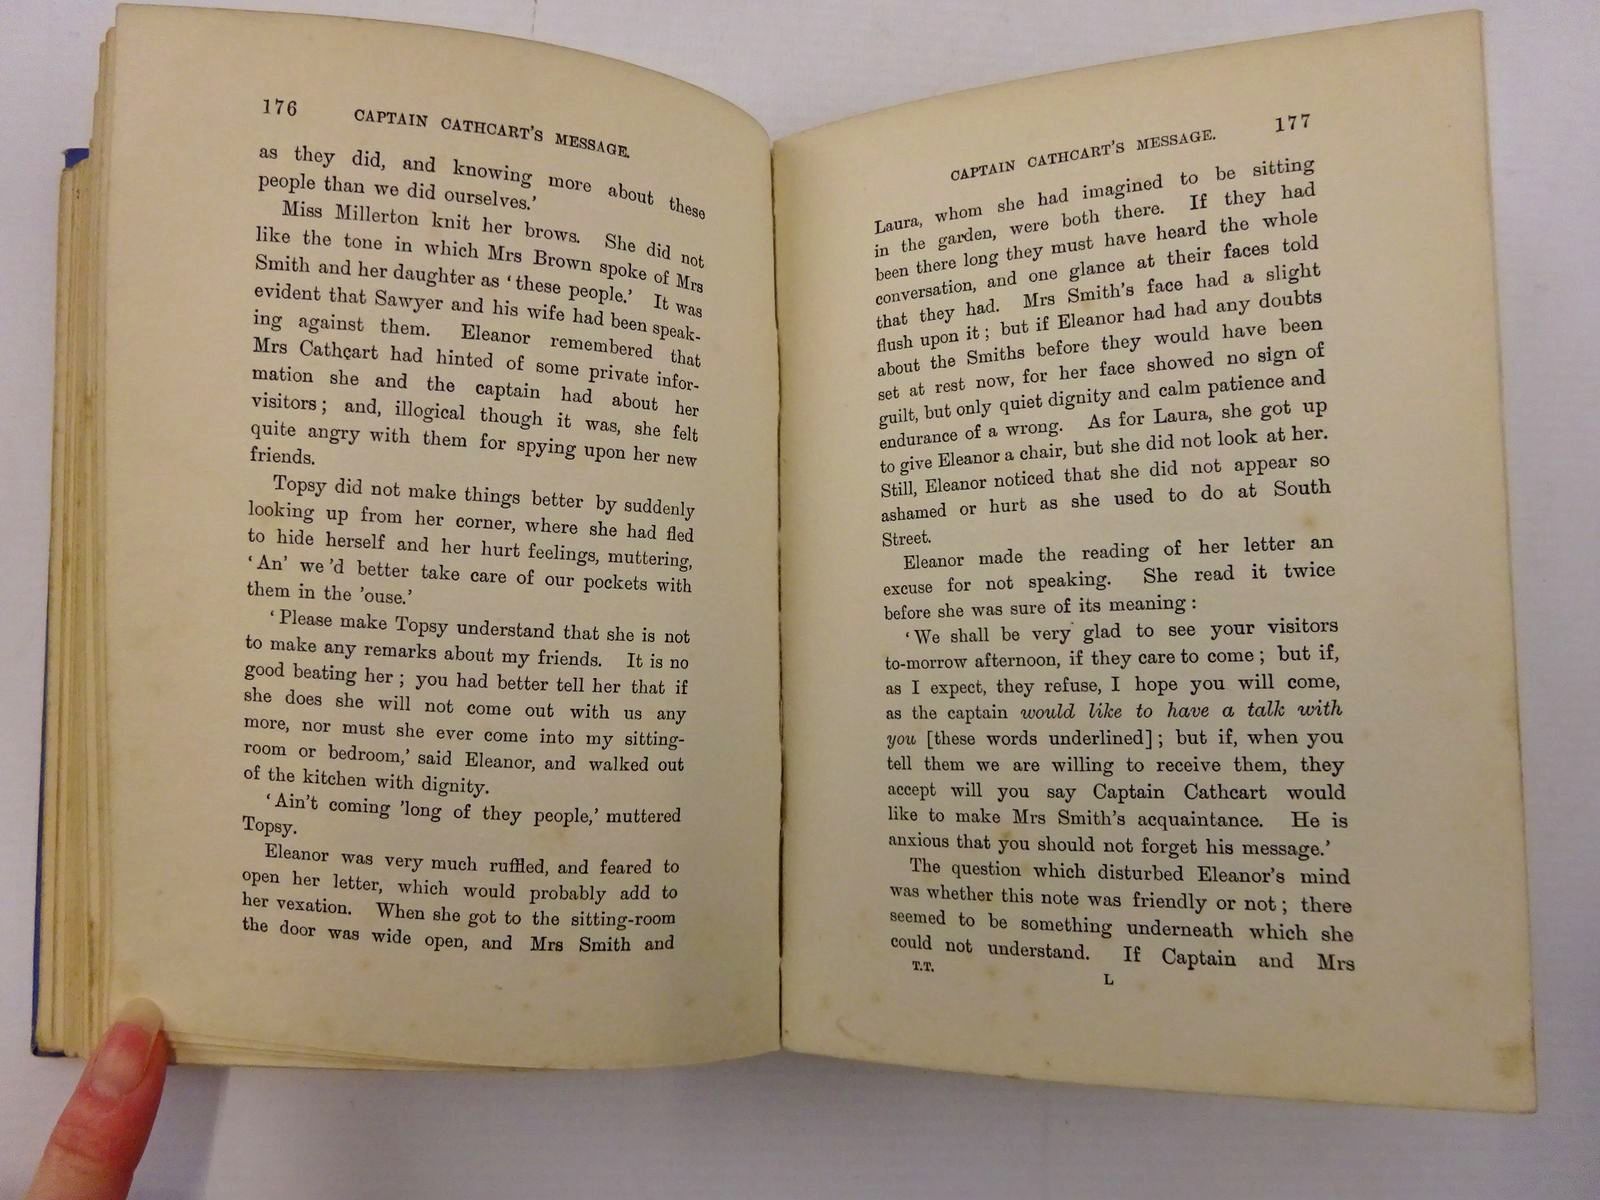 176
CAPTAIN CATHCART'S MESSAGE.
as they did, and knowing more about these
people than we did ourselves.'
Miss Millerton knit her brows. She did not
like the tone in which Mrs Brown spoke of Mrs
Smith and her daughter as 'these people.' It was
evident that Sawyer and his wife had been speak-
ing against them. Eleanor remembered that
Mrs Cathcart had hinted of some private infor-
mation she and the captain had about her
visitors; and, illogical though it was, she felt
quite angry with them for spying upon her new
friends.
Topsy did not make things better by suddenly
looking up from her corner, where she had fled
to hide herself and her hurt feelings, muttering,
'An' we'd better take care of our pockets with
them in the 'ouse.'
'Please make Topsy understand that she is not
to make any remarks about my friends. It is no
good beating her; you had better tell her that if
she does she will not come out with us any
more, nor must she ever come into my sitting-
room or bedroom,' said Eleanor, and walked out
of the kitchen with dignity.
'Ain't coming 'long of they people,' muttered
Topsy.
Eleanor was very much ruffled, and feared to
open her letter, which would probably add to
her vexation. When she got to the sitting-room
the door was wide open, and Mrs Smith and
CAPTAIN CATHCART'S MESSAGE.
177
Laura, whom she had imagined to be sitting
in the garden, were both there. If they had
been there long they must have heard the whole
conversation, and one glance at their faces told
that they had. Mrs Smith's face had a slight
flush upon it; but if Eleanor had had any doubts
about the Smiths before they would have been
set at rest now, for her face showed no sign of
guilt, but only quiet dignity and calm patience and
endurance of a wrong. As for Laura, she got up
to give Eleanor a chair, but she did not look at her.
Still, Eleanor noticed that she did not appear so
ashamed or hurt as she used to do at South
Street.
Eleanor made the reading of her letter an
excuse for not speaking. She read it twice
before she was sure of its meaning:
'We shall be very glad to see your visitors
to-morrow afternoon, if they care to come; but if,
as I expect, they refuse, I hope you will come,
as the captain would like to have a talk with
you [these words underlined]; but if, when you
tell them we are willing to receive them, they
accept will you say Captain Cathcart would
like to make Mrs Smith's acquaintance. He is
anxious that you should not forget his message.'
The question which disturbed Eleanor's mind
was whether this note was friendly or not; there
seemed to be something underneath which she
could not understand. If Captain and Mrs
T.T.
L